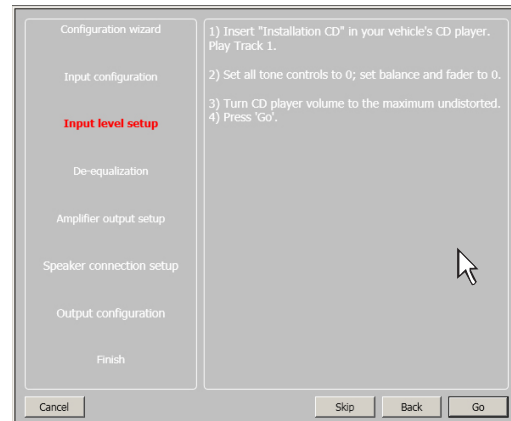 Configuration wizard
Input configuration
Input level setup
De-equalization
Amplifier output setup
Speaker connection setup
Output configuration
Finish
1) Insert "Installation CD" in your vehicle's CD player.
Play Track 1.
2) Set all tone controls to 0; set balance and fader to 0.
3) Turn CD player volume to the maximum undistorted.
4) Press 'Go'.
Cancel
Skip
Back
Go